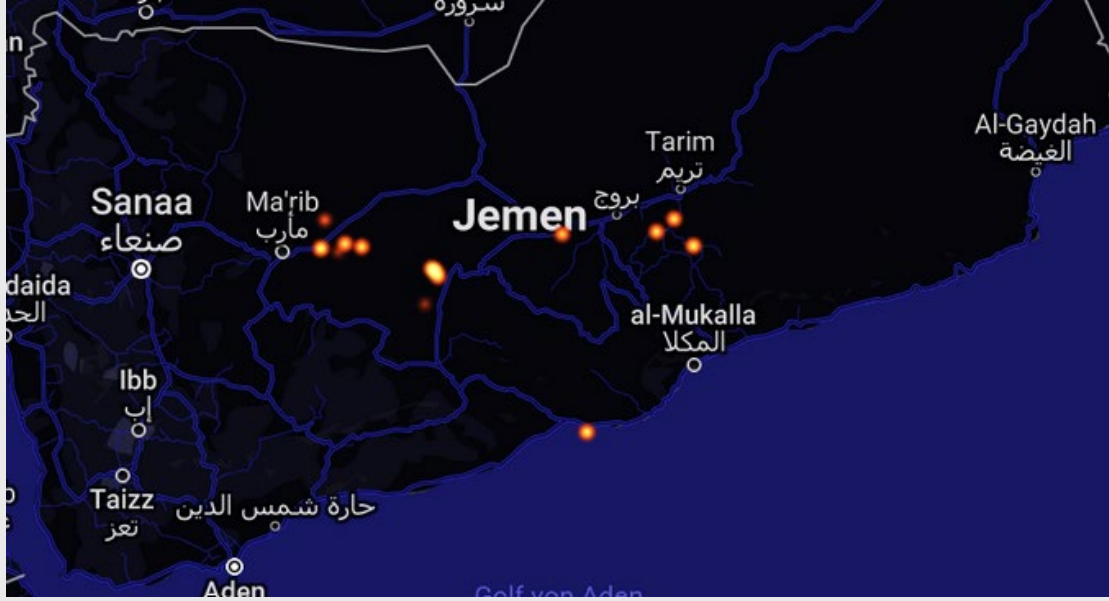 شرورة
Al-Gaydah
الغيضة
Tarim
تريم
بروج
Sanaa
صنعاء
Ma'rib
مأرب
Jemen
daida
الحد
al-Mukalla
المكلا
Ibb
إب
Taizz
تعز
حارة شمس الدين
Aden
Golf von Aden